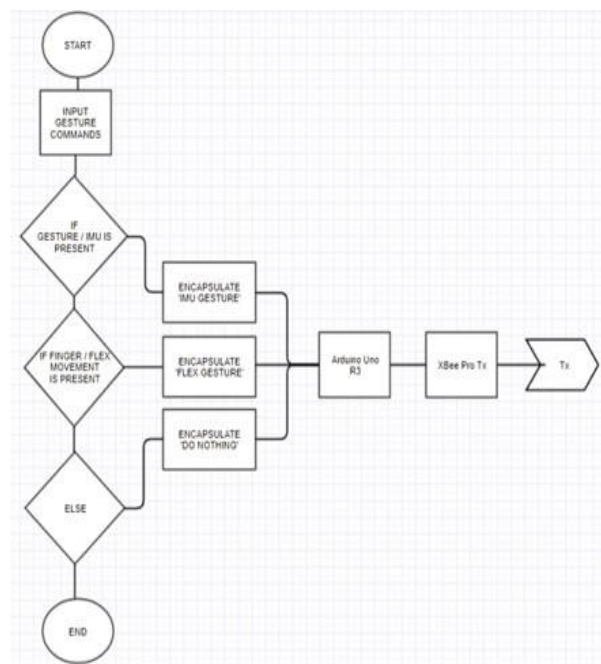 START
INPUT
GESTURE
COMMANDS
IF
GESTURE / IMU IS
PRESENT
ENCAPSULATE
'IMU GESTURE'
IF FINGER / FLEX
MOVEMENT
IS PRESENT
ENCAPSULATE
'FLEX GESTURE'
Arduino Uno
R3
XBee Pro Tx
Tx
ENCAPSULATE
'DO NOTHING'
ELSE
END